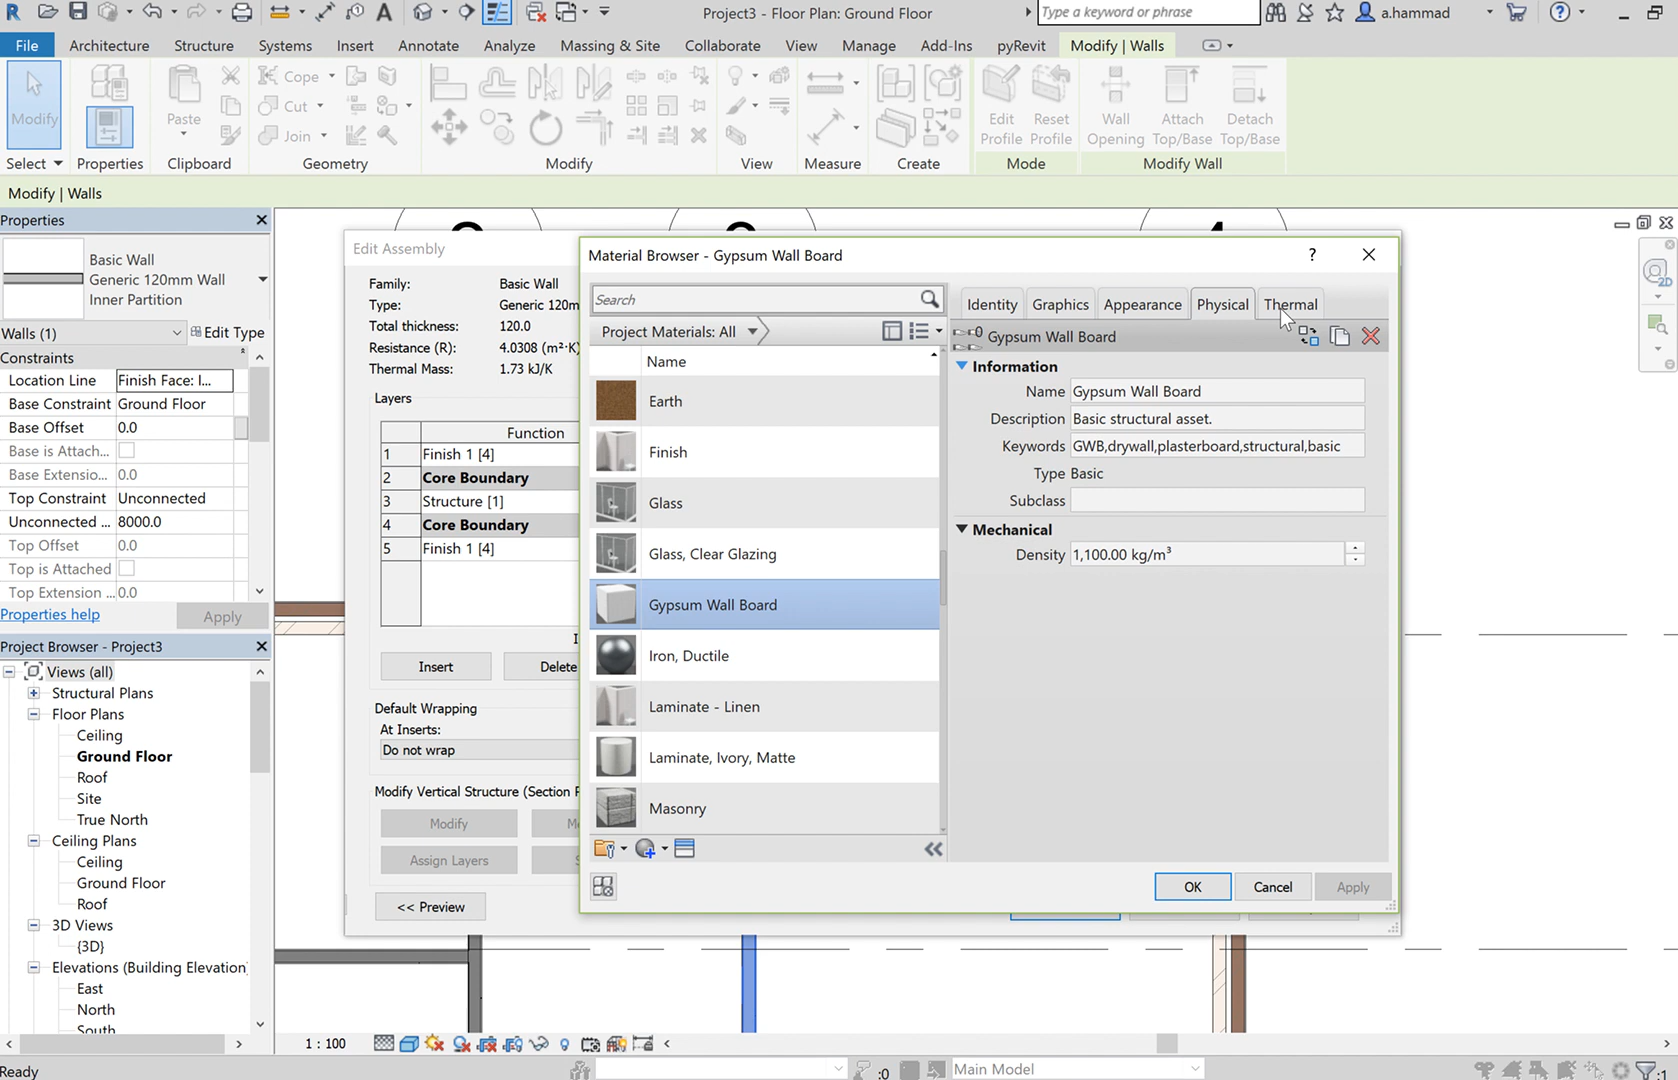 Project3 - Floor Plan: Ground Floor
Type a keyword or phrase
a.hammad
File
Architecture
Structure
Systems
Insert
Annotate
Analyze
Massing & Site
Collaborate
View
Manage
Add-Ins
pyRevit
Modify | Walls
Modify
Paste
Cope
Cut
Join
Edit Profile
Reset Profile
Wall Opening
Attach Top/Base
Detach Top/Base
Select
Properties
Clipboard
Geometry
Modify
View
Measure
Create
Mode
Modify Wall
Modify | Walls
Properties
Basic Wall
Generic 120mm Wall
Inner Partition
Walls (1)
Edit Type
Constraints
Location Line Finish Face: I...
Base Constraint Ground Floor
Base Offset 0.0
Base is Attach...
Base Extensio... 0.0
Top Constraint Unconnected
Unconnected ... 8000.0
Top Offset 0.0
Top is Attached
Top Extension ... 0.0
Properties help
Apply
Project Browser - Project3
Views (all)
Structural Plans
Floor Plans
Ceiling
Ground Floor
Roof
Site
True North
Ceiling Plans
Ceiling
Ground Floor
Roof
3D Views
{3D}
Elevations (Building Elevation)
East
North
South
Edit Assembly
Family: Basic Wall
Type: Generic 120m
Total thickness: 120.0
Resistance (R): 4.0308 (m²·K)
Thermal Mass: 1.73 kJ/K
Layers
Function
1 Finish 1 [4]
2 Core Boundary
3 Structure [1]
4 Core Boundary
5 Finish 1 [4]
Insert
Delete
Default Wrapping
At Inserts:
Do not wrap
Modify Vertical Structure (Section P
Modify
Me
Assign Layers
S
<< Preview
Material Browser - Gypsum Wall Board
?
Search
Project Materials: All
Name
Earth
Finish
Glass
Glass, Clear Glazing
Gypsum Wall Board
Iron, Ductile
Laminate - Linen
Laminate, Ivory, Matte
Masonry
Identity
Graphics
Appearance
Physical
Thermal
0
Gypsum Wall Board
Information
Name Gypsum Wall Board
Description Basic structural asset.
Keywords GWB,drywall,plasterboard,structural,basic
Type Basic
Subclass
Mechanical
Density 1,100.00 kg/m³
OK
Cancel
Apply
2D
1 : 100
Ready
:0
Main Model
:1